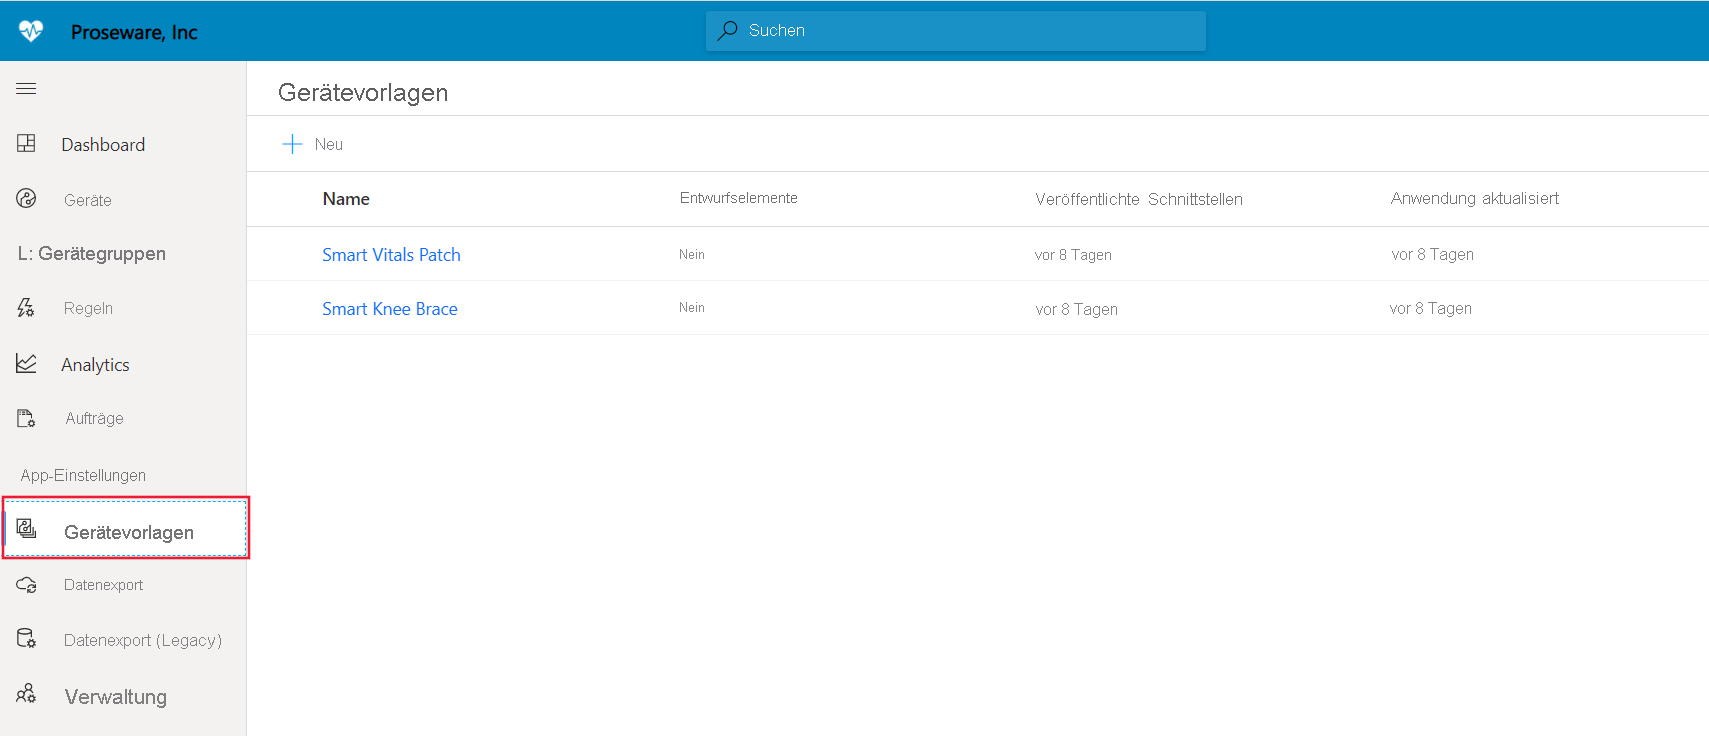 Proseware, Inc
Suchen
Dashboard
Geräte
L: Gerätegruppen
Regeln
Analytics
Aufträge
App-Einstellungen
Gerätevorlagen
Datenexport
Datenexport (Legacy)
Verwaltung
Gerätevorlagen
Neu
Name Entwurfselemente Veröffentlichte Schnittstellen Anwendung aktualisiert
Smart Vitals Patch Nein vor 8 Tagen vor 8 Tagen
Smart Knee Brace Nein vor 8 Tagen vor 8 Tagen